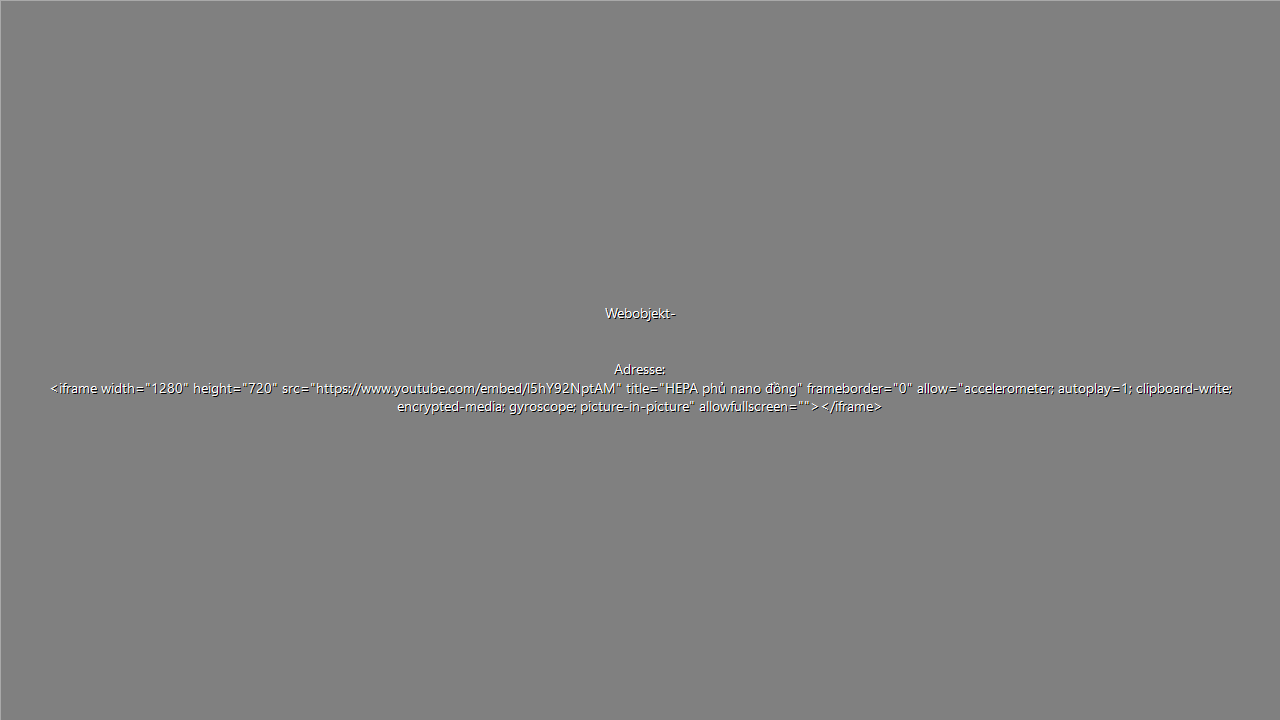 Webobjekt-
Adresse:
<iframe width="1280" height="720" src="https://www.youtube.com/embed/l5hY92NptAM" title="HEPA phủ nano đồng" frameborder="0" allow="accelerometer; autoplay=1; clipboard-write;
encrypted-media; gyroscope; picture-in-picture" allowfullscreen=""></iframe>